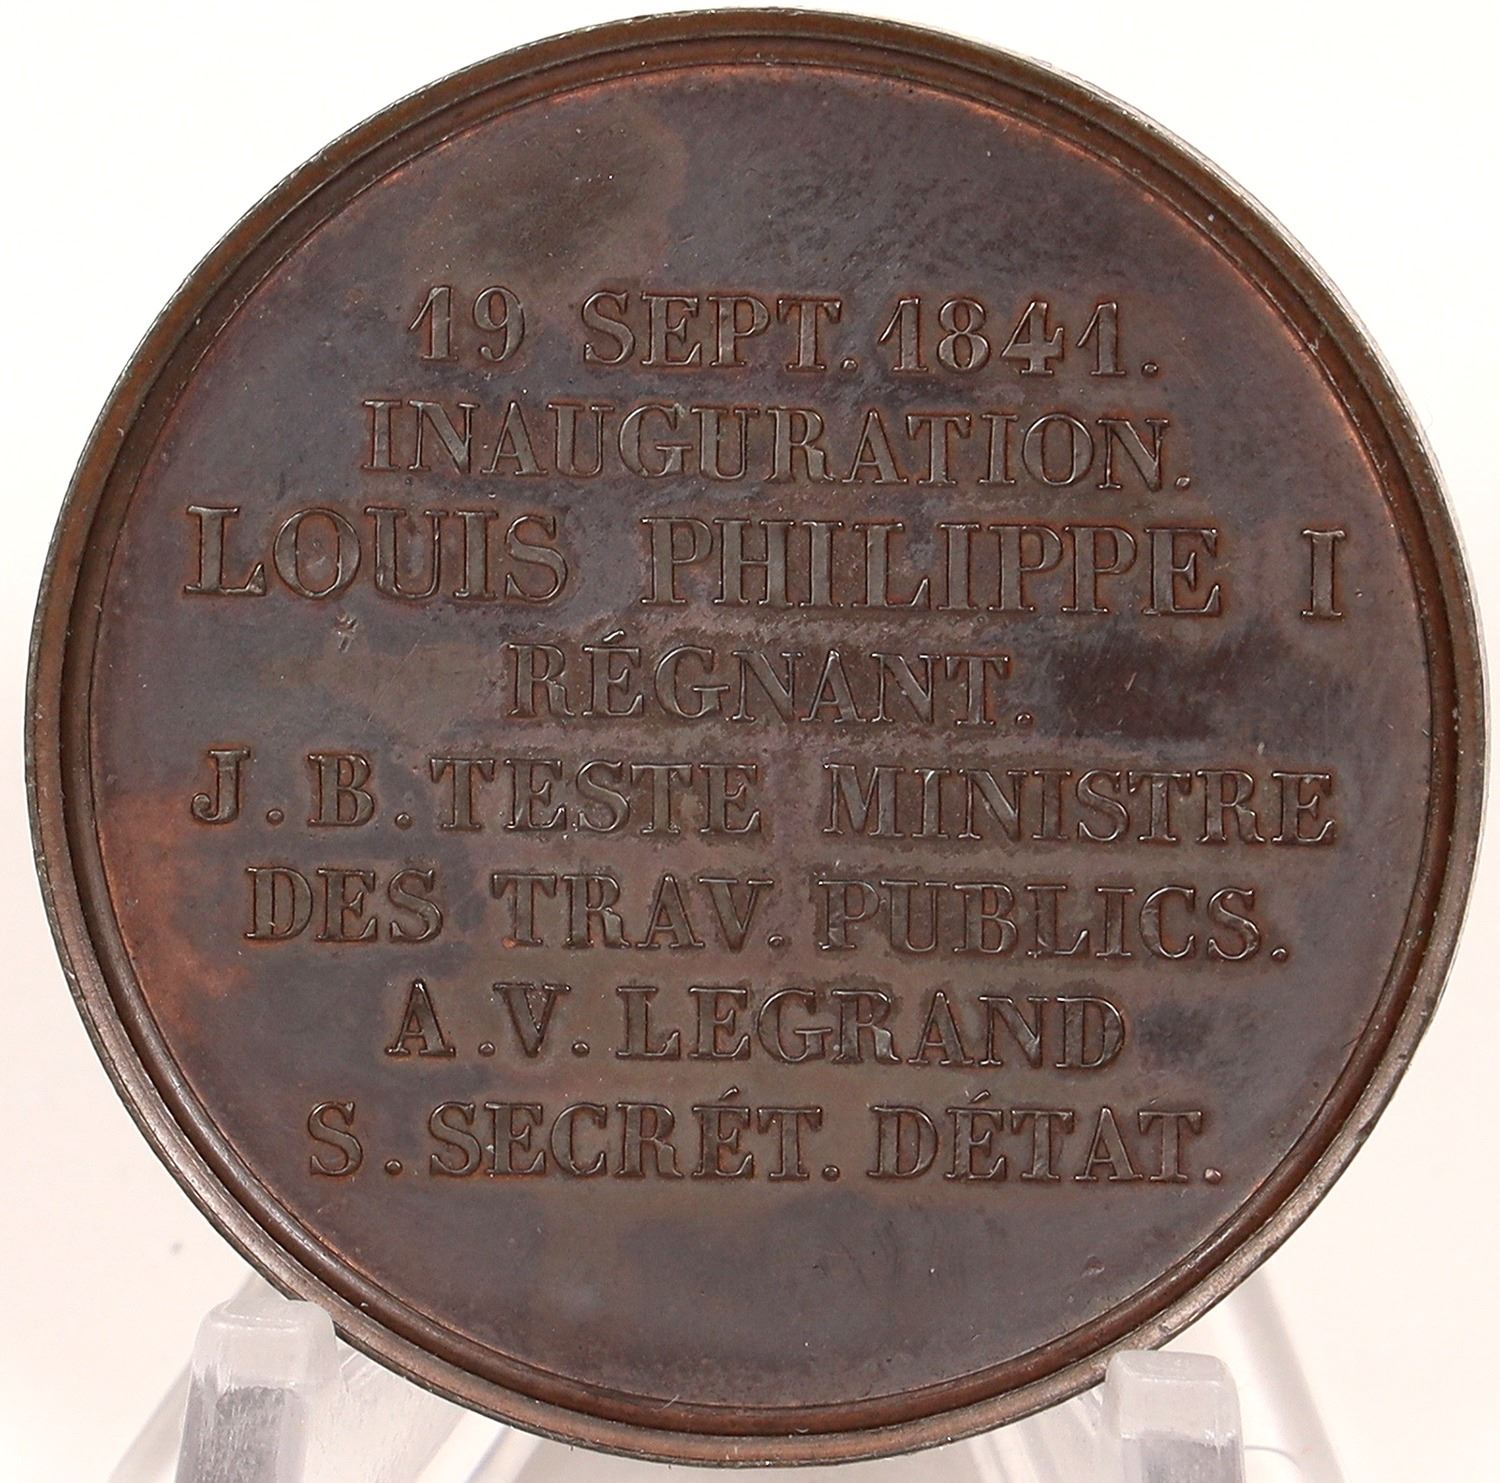 19 SEPT. 1841.
INAUGURATION.
LOUIS PHILIPPE I
RÉGNANT.
J. B. TESTE MINISTRE
DES TRAV. PUBLICS.
A. V. LEGRAND
S. SECRÉT. DÉTAT.